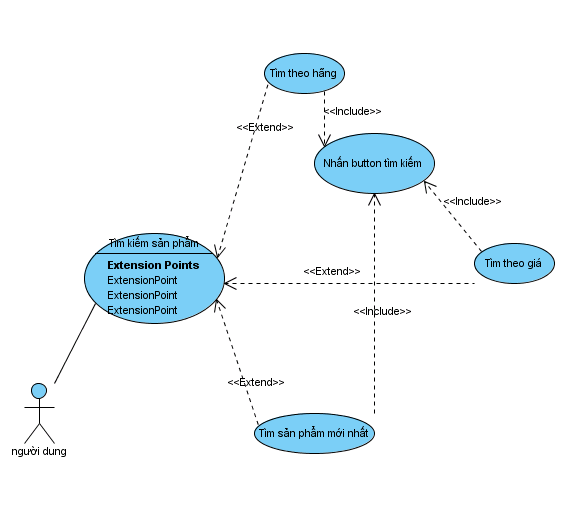 Tìm theo hãng
<<Include>>
<<Extend>>
Nhấn button tìm kiếm
<<Include>>
Tìm kiếm sản phẩm
Extension Points
ExtensionPoint
ExtensionPoint
ExtensionPoint
Tìm theo giá
<<Extend>>
<<Include>>
<<Extend>>
Tìm sản phẩm mới nhất
người dung